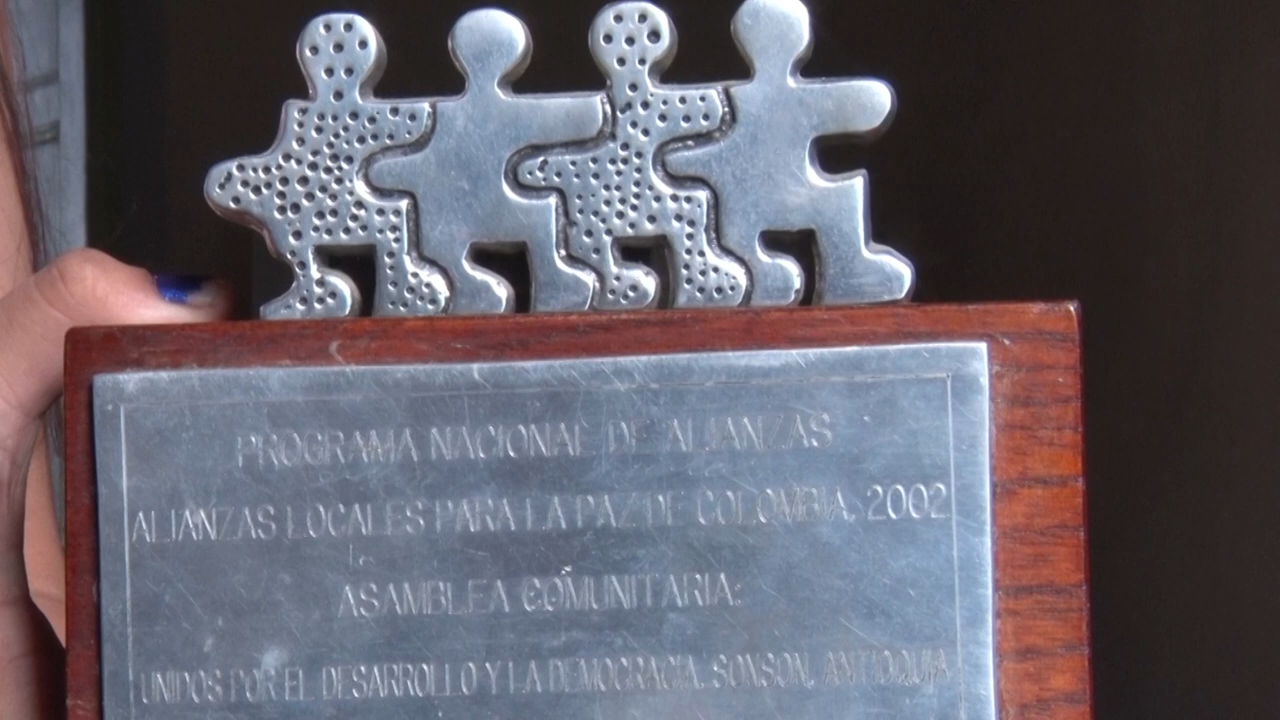 PROGRAMA NACIONAL DE ALIANZAS
ALIANZAS LOCALES PARA LA PAZ DE COLOMBIA, 2002
ASAMBLEA COMUNITARIA:
UNIDOS POR EL DESARROLLO Y LA DEMOCRACIA. SONSON, ANTIOQUIA